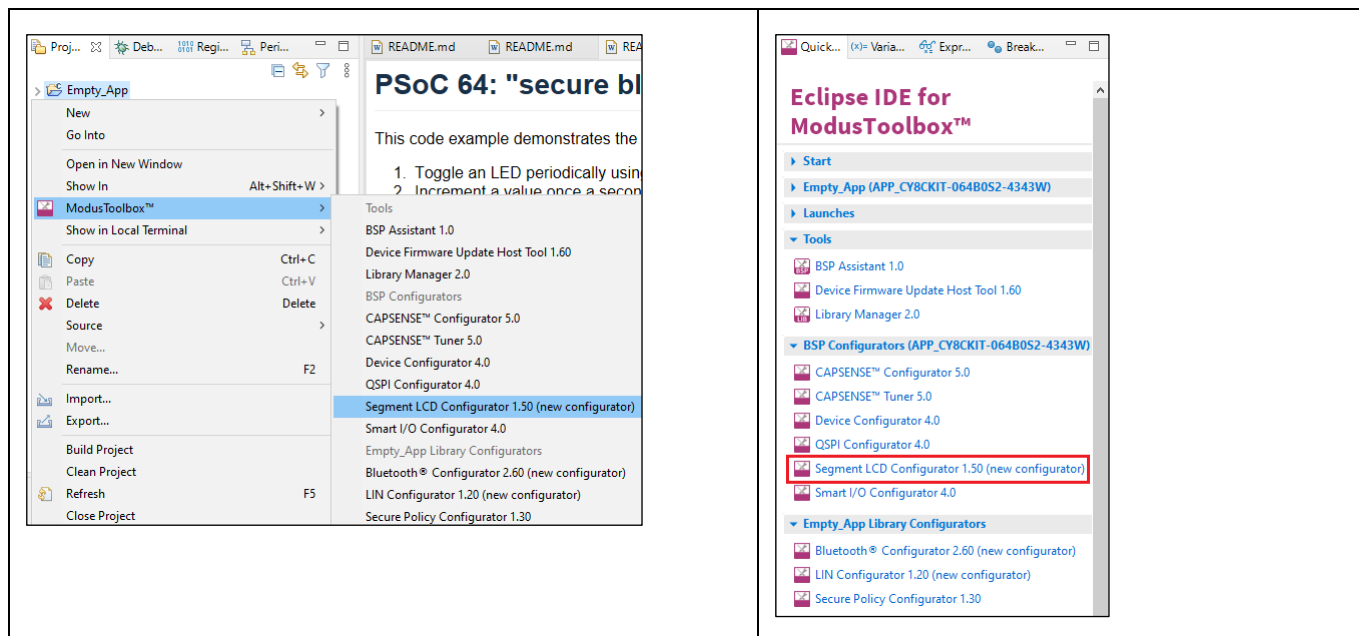 Proj... Deb... Regi... Peri...
Empty_App
New
Go Into
Open in New Window
Show In Alt+Shift+W >
ModusToolbox™
Show in Local Terminal
Copy Ctrl+C
Paste Ctrl+V
Delete Delete
Source
Move...
Rename... F2
Import...
Export...
Build Project
Clean Project
Refresh F5
Close Project
README.md README.md REA
PSoC 64: "secure bl
This code example demonstrates the
1. Toggle an LED periodically usin
2. Increment a value once a secon
Tools
BSP Assistant 1.0
Device Firmware Update Host Tool 1.60
Library Manager 2.0
BSP Configurators
CAPSENSE™ Configurator 5.0
CAPSENSE™ Tuner 5.0
Device Configurator 4.0
QSPI Configurator 4.0
Segment LCD Configurator 1.50 (new configurator)
Smart I/O Configurator 4.0
Empty_App Library Configurators
Bluetooth® Configurator 2.60 (new configurator)
LIN Configurator 1.20 (new configurator)
Secure Policy Configurator 1.30
Quick... (x)= Varia... Expr... Break...
Eclipse IDE for
ModusToolbox™
Start
Empty_App (APP_CY8CKIT-064B0S2-4343W)
Launches
Tools
BSP Assistant 1.0
Device Firmware Update Host Tool 1.60
Library Manager 2.0
BSP Configurators (APP_CY8CKIT-064B0S2-4343W)
CAPSENSE™ Configurator 5.0
CAPSENSE™ Tuner 5.0
Device Configurator 4.0
QSPI Configurator 4.0
Segment LCD Configurator 1.50 (new configurator)
Smart I/O Configurator 4.0
Empty_App Library Configurators
Bluetooth® Configurator 2.60 (new configurator)
LIN Configurator 1.20 (new configurator)
Secure Policy Configurator 1.30